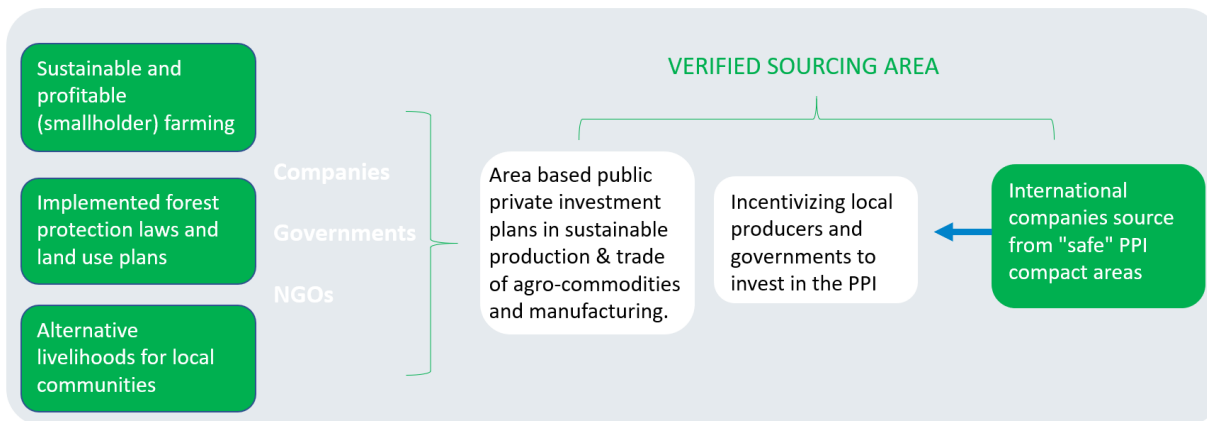 Sustainable and
profitable
(smallholder) farming
Implemented forest
protection laws and
land use plans
Alternative
livelihoods for local
communities
Companies
Governments
NGOs
VERIFIED SOURCING AREA
Area based public
private investment
plans in sustainable
production & trade
of agro-commodities
and manufacturing.
Incentivizing local
producers and
governments to
invest in the PPI
International
companies source
from "safe" PPI
compact areas